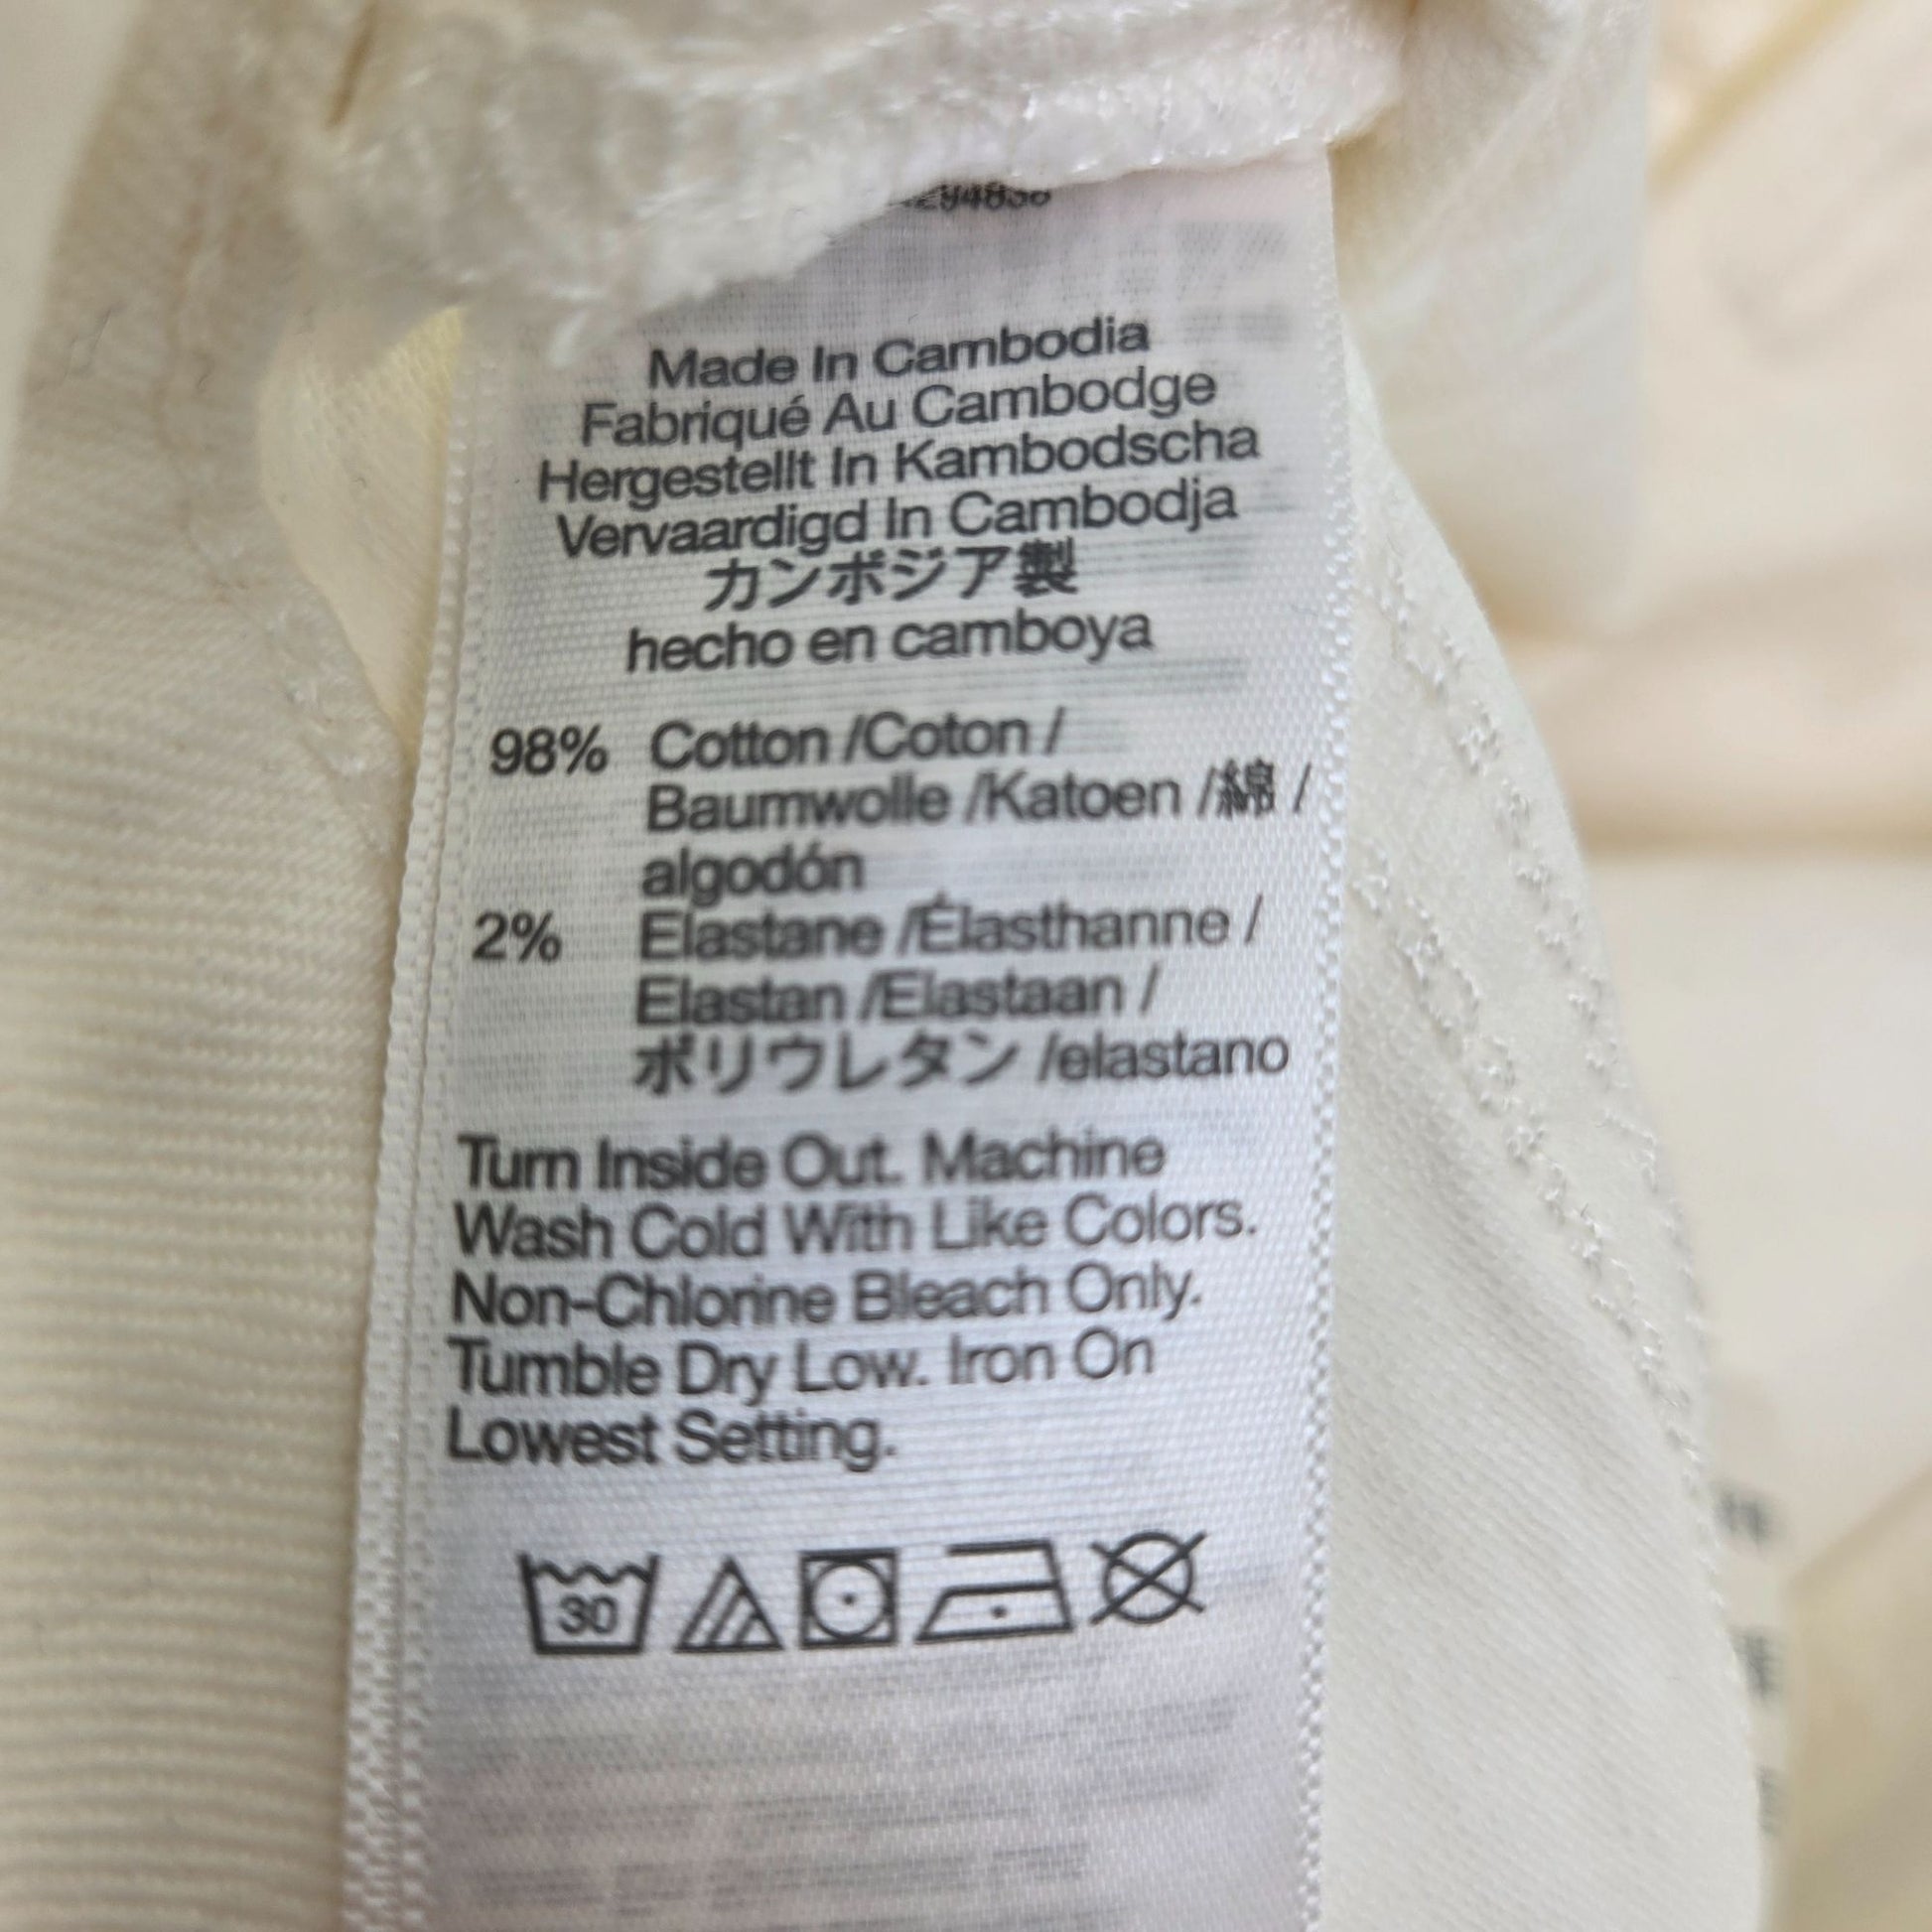 Made In Cambodia
Fabriqué Au Cambodge
Hergestellt In Kambodscha
Vervaardigd In Cambodja
カンボジア製
hecho en camboya
98% Cotton /Coton /
Baumwolle /Katoen /綿 /
algodón
2% Elastane /Élasthanne /
Elastan /Elastaan /
ポリウレタン /elastano
Turn Inside Out. Machine
Wash Cold With Like Colors.
Non-Chlorine Bleach Only.
Tumble Dry Low. Iron On
Lowest Setting.
30